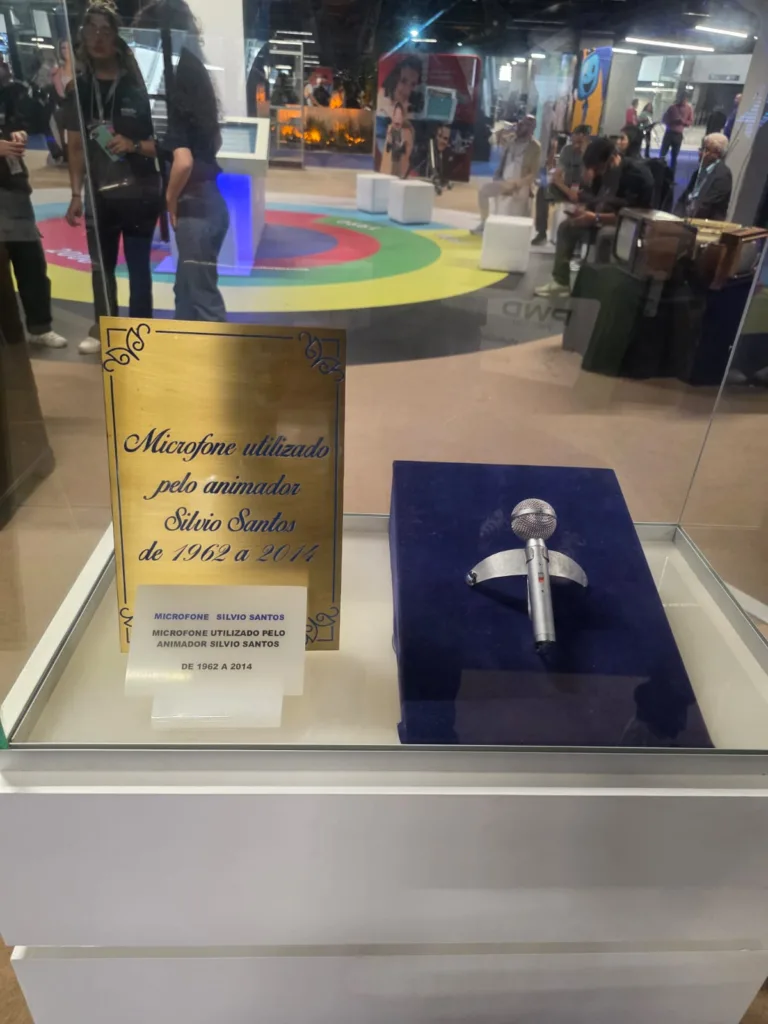 Microfone utilizado
pelo animador
Silvio Santos
de 1962 a 2014
MICROFONE SILVIO SANTOS
MICROFONE UTILIZADO PELO
ANIMADOR SILVIO SANTOS
DE 1962 A 2014